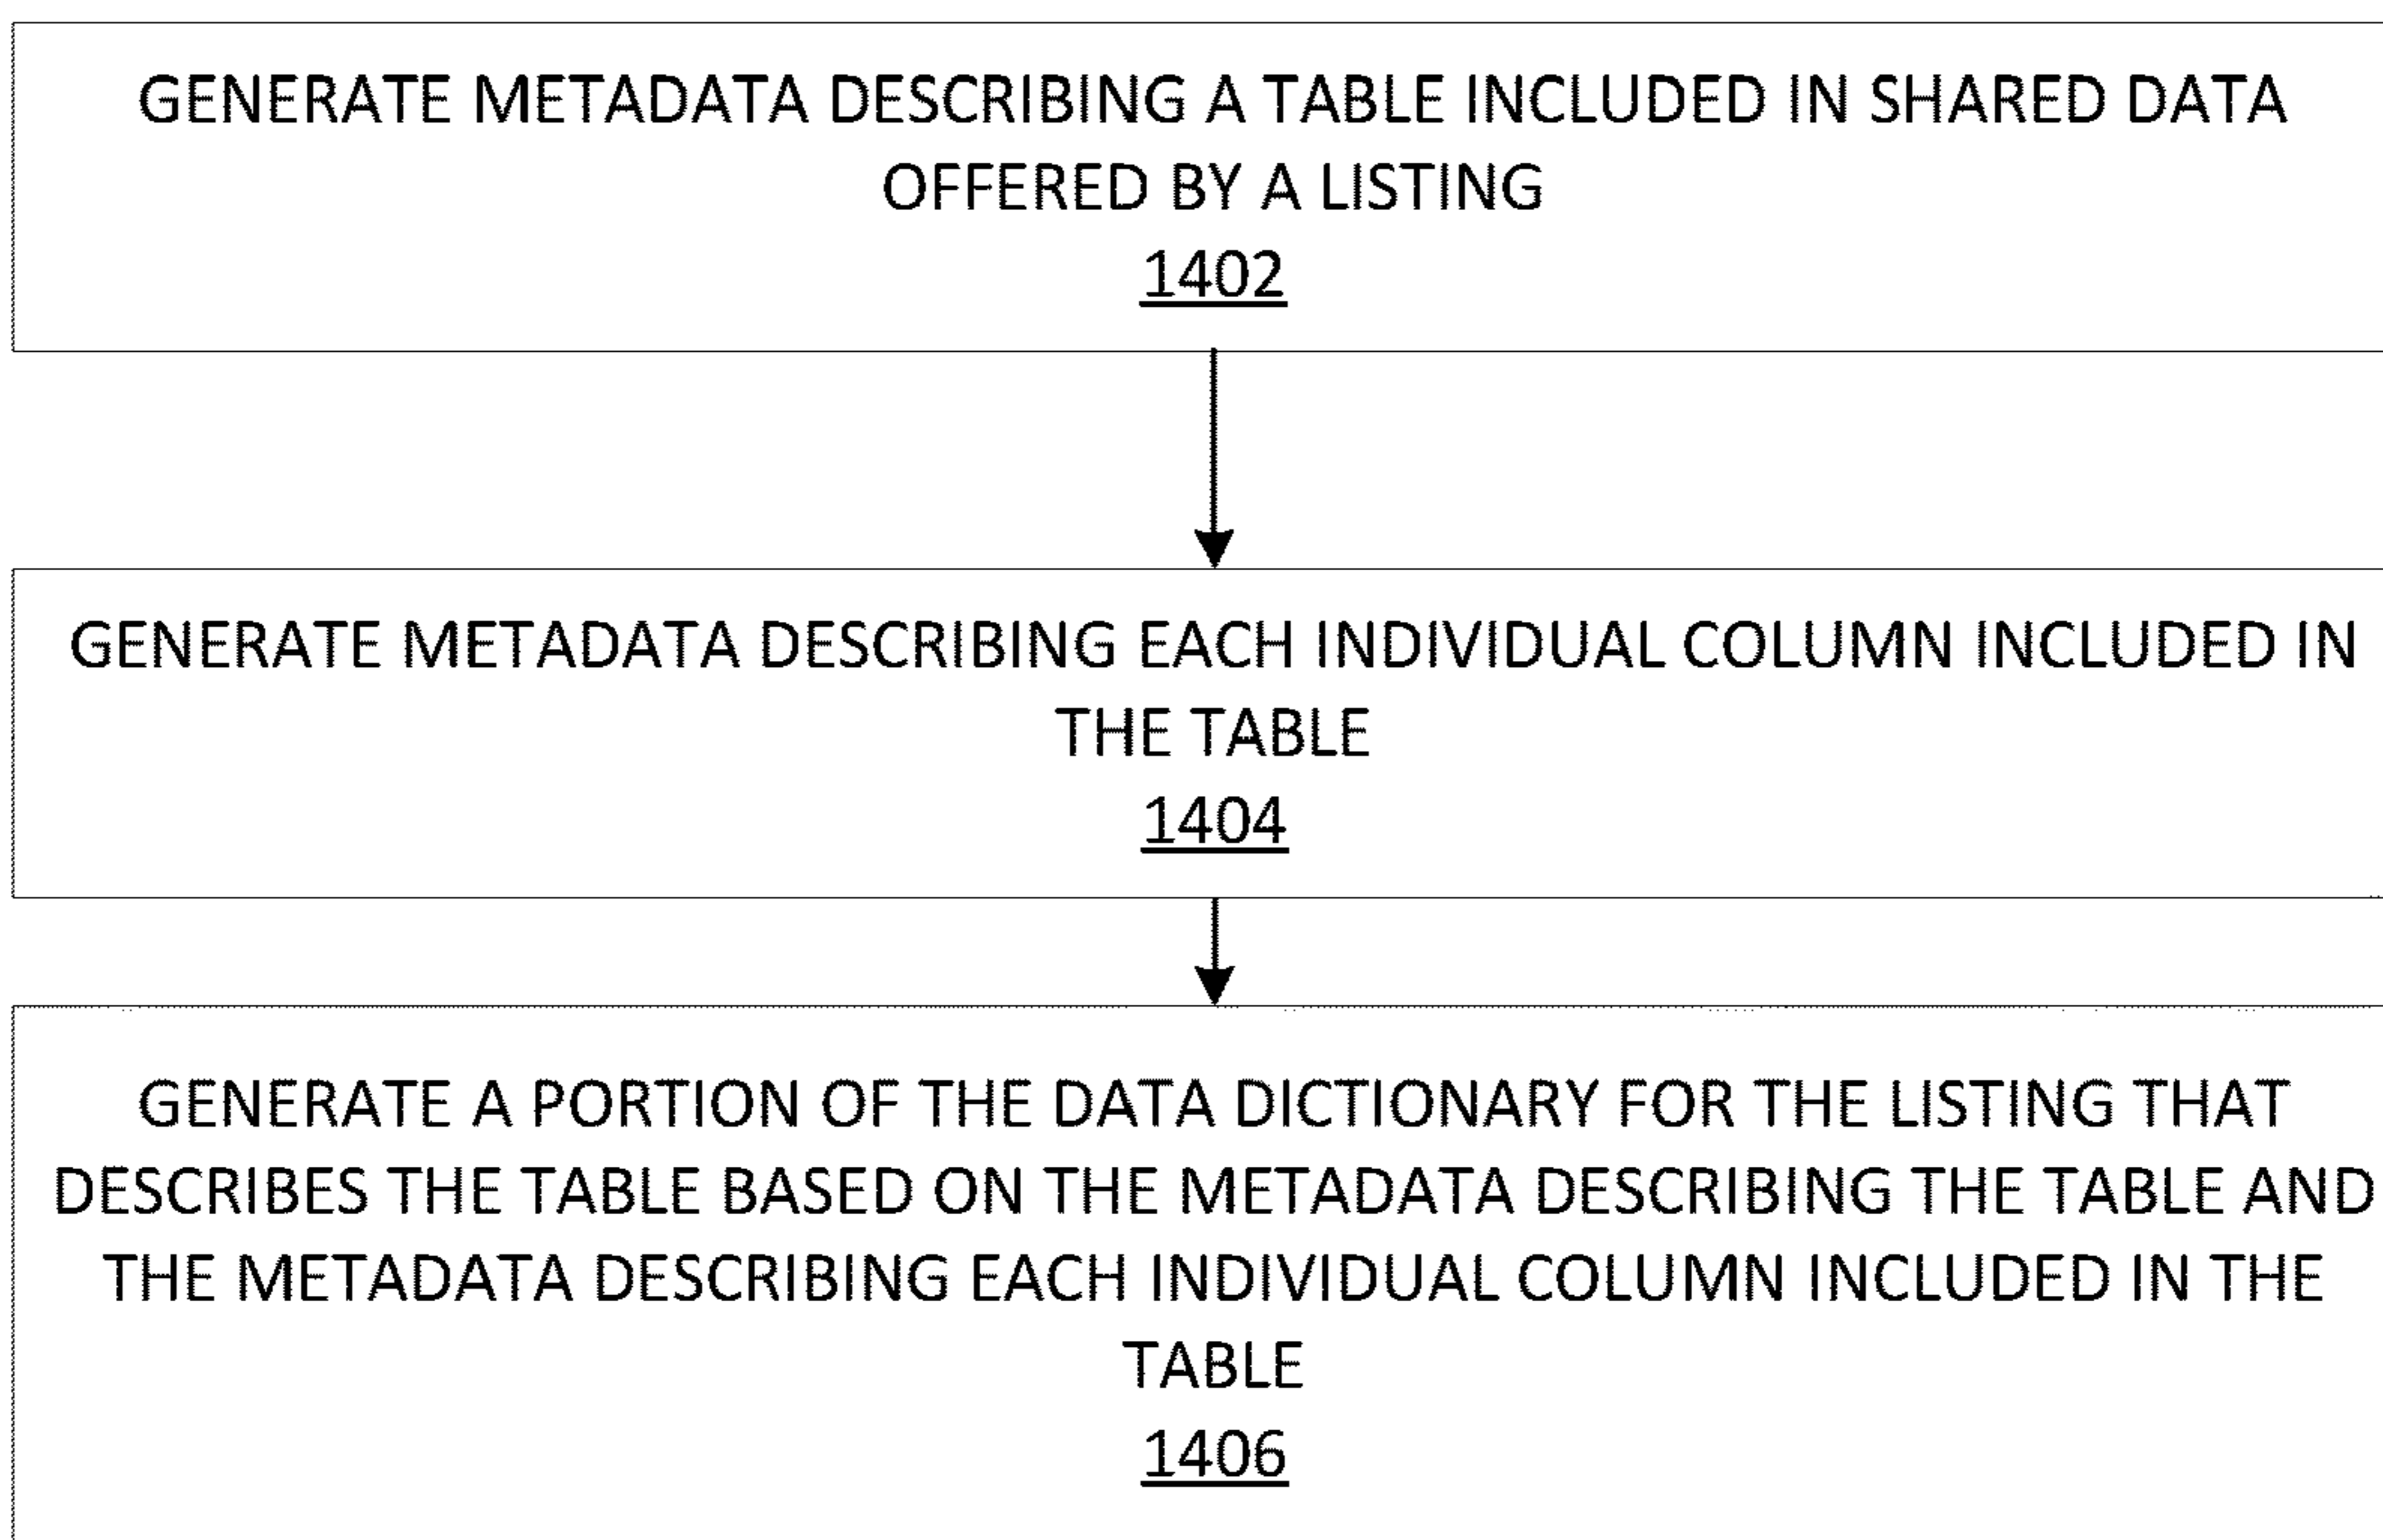 GENERATE METADATA DESCRIBING A TABLE INCLUDED IN SHARED DATA
OFFERED BY A LISTING
1402
GENERATE METADATA DESCRIBING EACH INDIVIDUAL COLUMN INCLUDED IN
THE TABLE
1404
GENERATE A PORTION OF THE DATA DICTIONARY FOR THE LISTING THAT
DESCRIBES THE TABLE BASED ON THE METADATA DESCRIBING THE TABLE AND
THE METADATA DESCRIBING EACH INDIVIDUAL COLUMN INCLUDED IN THE
TABLE
1406